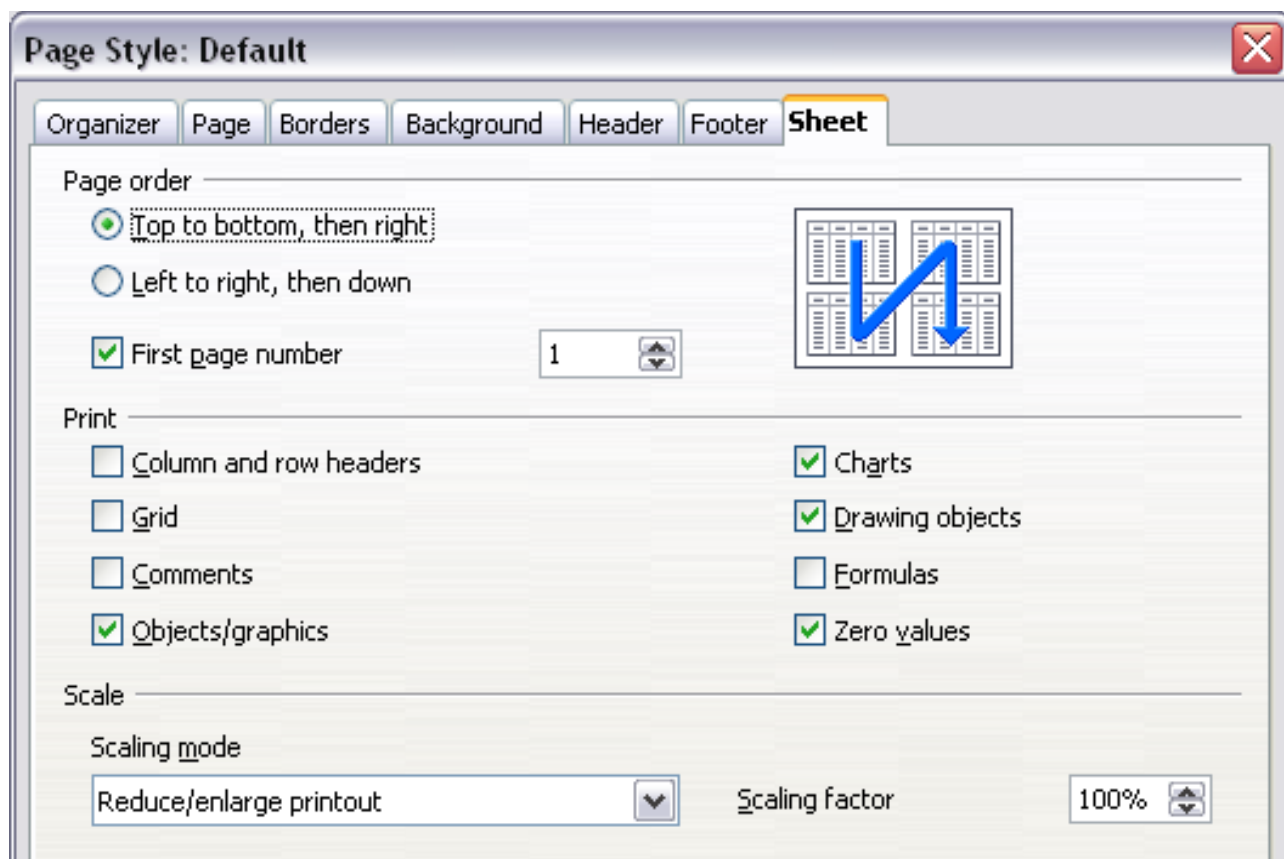 Page Style: Default
Organizer Page Borders Background Header Footer Sheet
Page order
Top to bottom, then right
Left to right, then down
First page number 1
Print
Column and row headers Charts
Grid Drawing objects
Comments Formulas
Objects/graphics Zero values
Scale
Scaling mode
Reduce/enlarge printout Scaling factor 100%